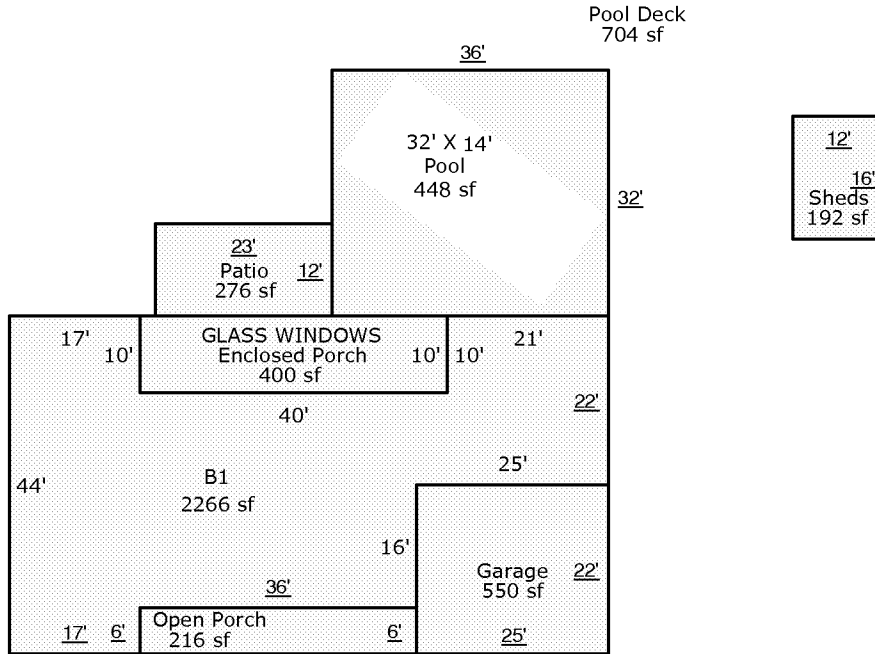 Pool Deck
704 sf
36'
32' X 14'
Pool
448 sf
32'
12'
16'
Sheds
192 sf
23'
Patio
12'
276 sf
17'
10'
GLASS WINDOWS
Enclosed Porch
400 sf
10'
10'
21'
40'
22'
25'
B1
2266 sf
44'
16'
Garage
550 sf
22'
36'
Open Porch
216 sf
17'
6'
6'
25'